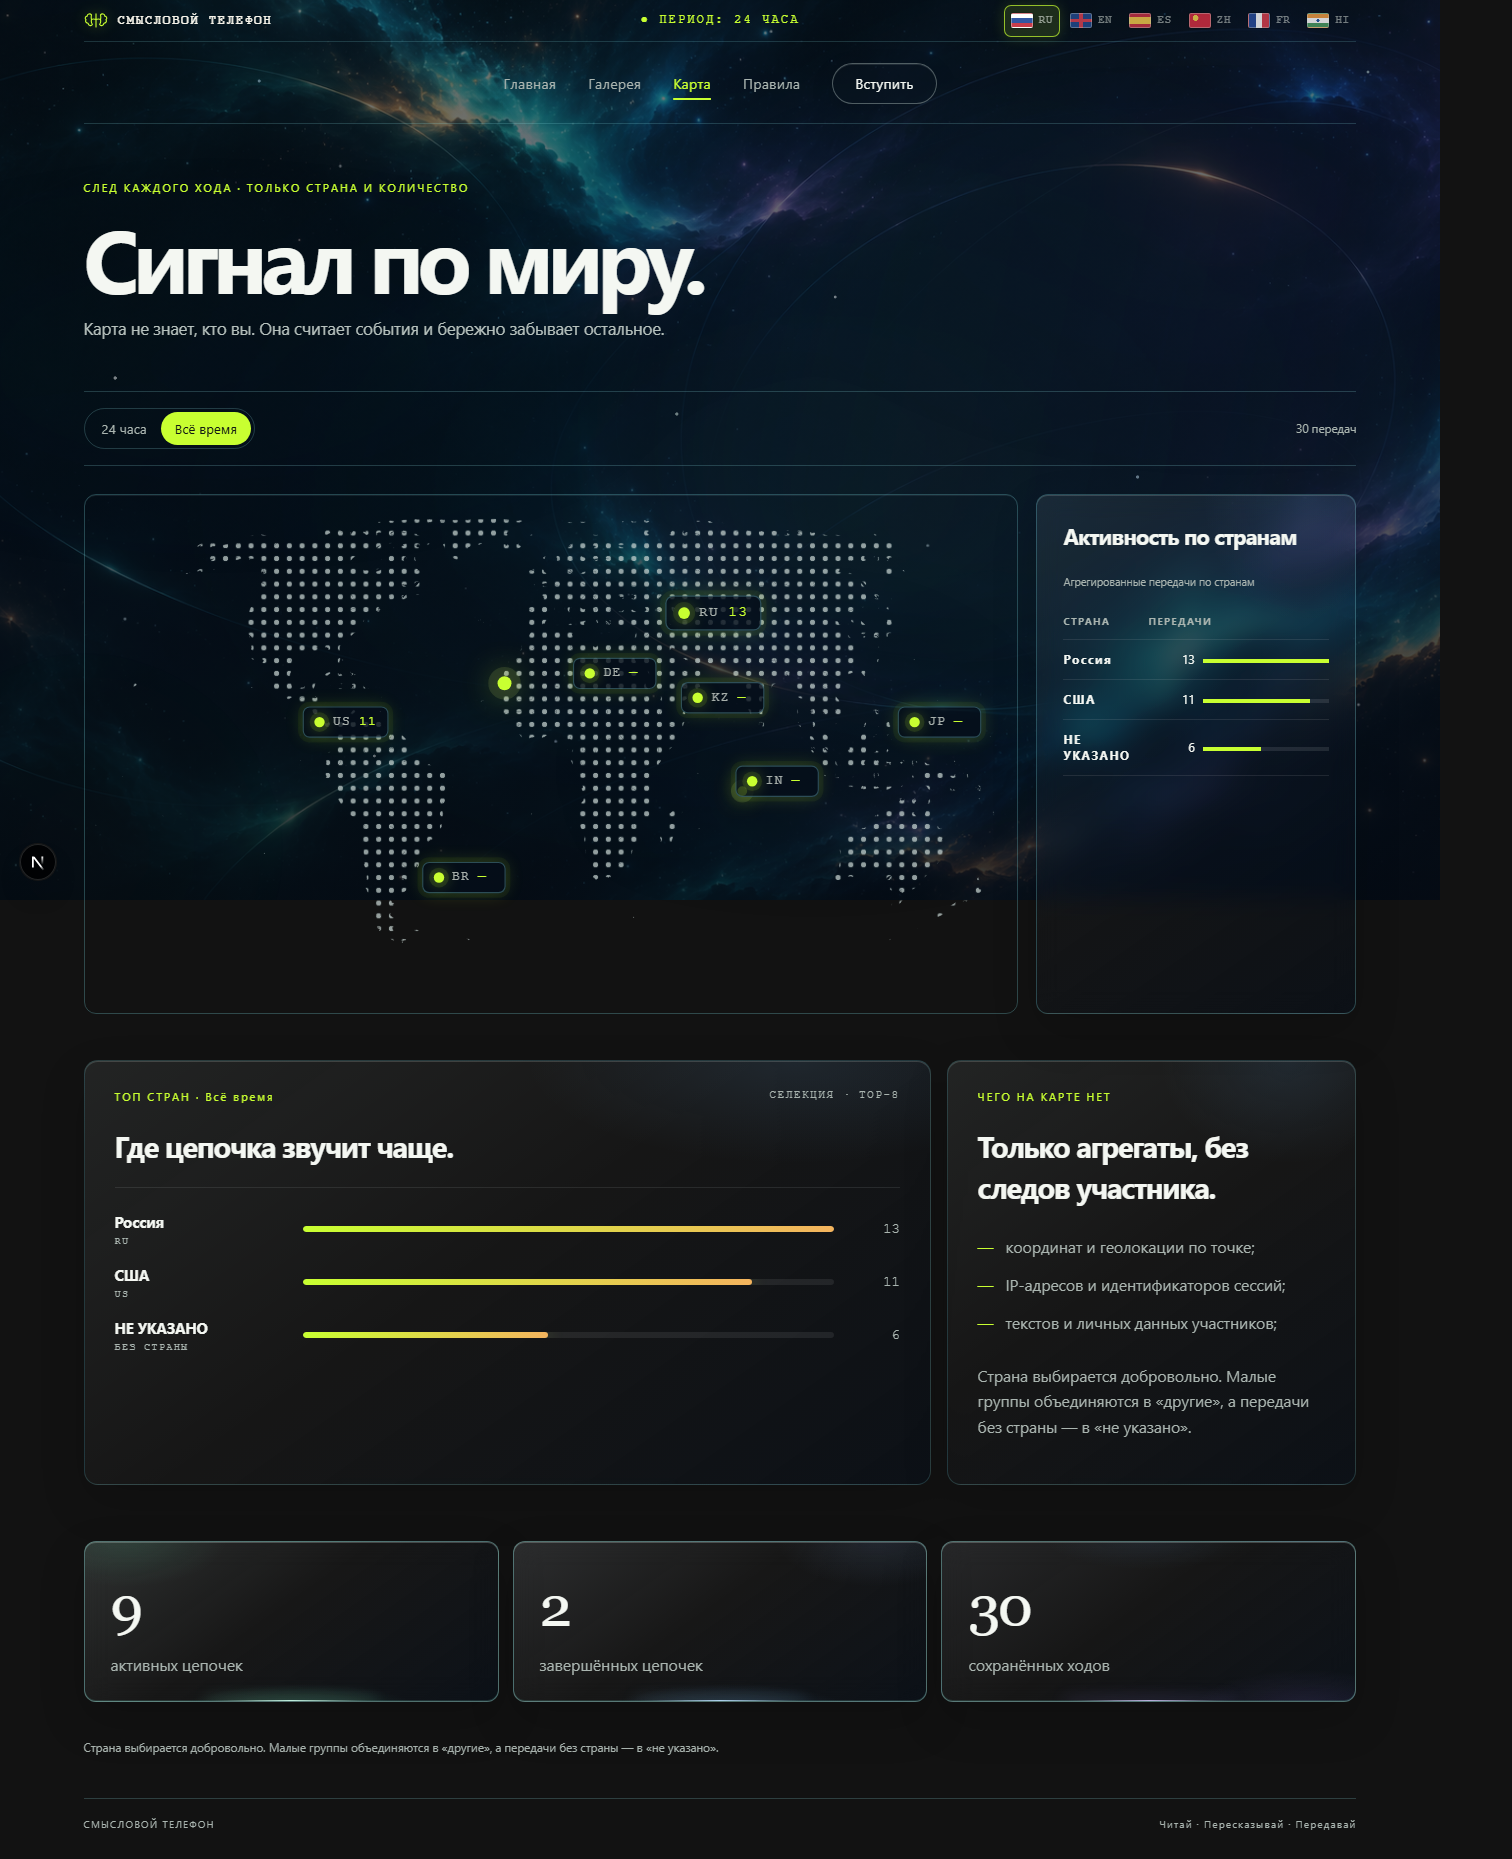 СМЫСЛОВОЙ ТЕЛЕФОН
ПЕРИОД: 24 ЧАСА
RU EN ES ZH FR HI
Главная Галерея Карта Правила Вступить
СЛЕД КАЖДОГО ХОДА · ТОЛЬКО СТРАНА И КОЛИЧЕСТВО
Сигнал по миру.
Карта не знает, кто вы. Она считает события и бережно забывает остальное.
24 часа Всё время
30 передач
RU 13
DE —
KZ —
US 11
JP —
IN —
BR —
N
Активность по странам
Агрегированные передачи по странам
СТРАНА ПЕРЕДАЧИ
Россия 13
США 11
НЕ
УКАЗАНО 6
ТОП СТРАН · Всё время
СЕЛЕКЦИЯ · TOP-8
Где цепочка звучит чаще.
Россия 13
RU
США 11
US
НЕ УКАЗАНО 6
БЕЗ СТРАНЫ
ЧЕГО НА КАРТЕ НЕТ
Только агрегаты, без
следов участника.
— координат и геолокации по точке;
— IP-адресов и идентификаторов сессий;
— текстов и личных данных участников;
Страна выбирается добровольно. Малые
группы объединяются в «другие», а передачи
без страны — в «не указано».
9
активных цепочек
2
завершённых цепочек
30
сохранённых ходов
Страна выбирается добровольно. Малые группы объединяются в «другие», а передачи без страны — в «не указано».
СМЫСЛОВОЙ ТЕЛЕФОН
Читай · Пересказывай · Передавай